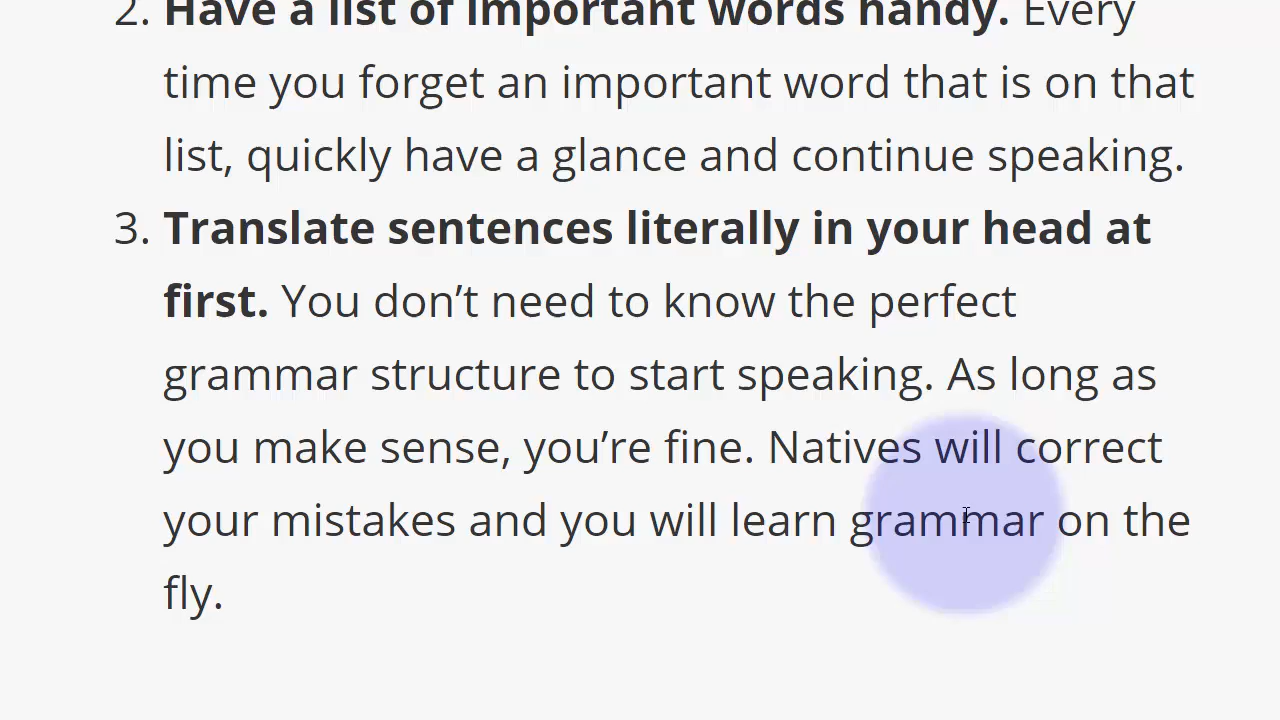 2. Have a list of important words handy. Every
time you forget an important word that is on that
list, quickly have a glance and continue speaking.
3. Translate sentences literally in your head at
first. You don’t need to know the perfect
grammar structure to start speaking. As long as
you make sense, you’re fine. Natives will correct
your mistakes and you will learn grammar on the
fly.